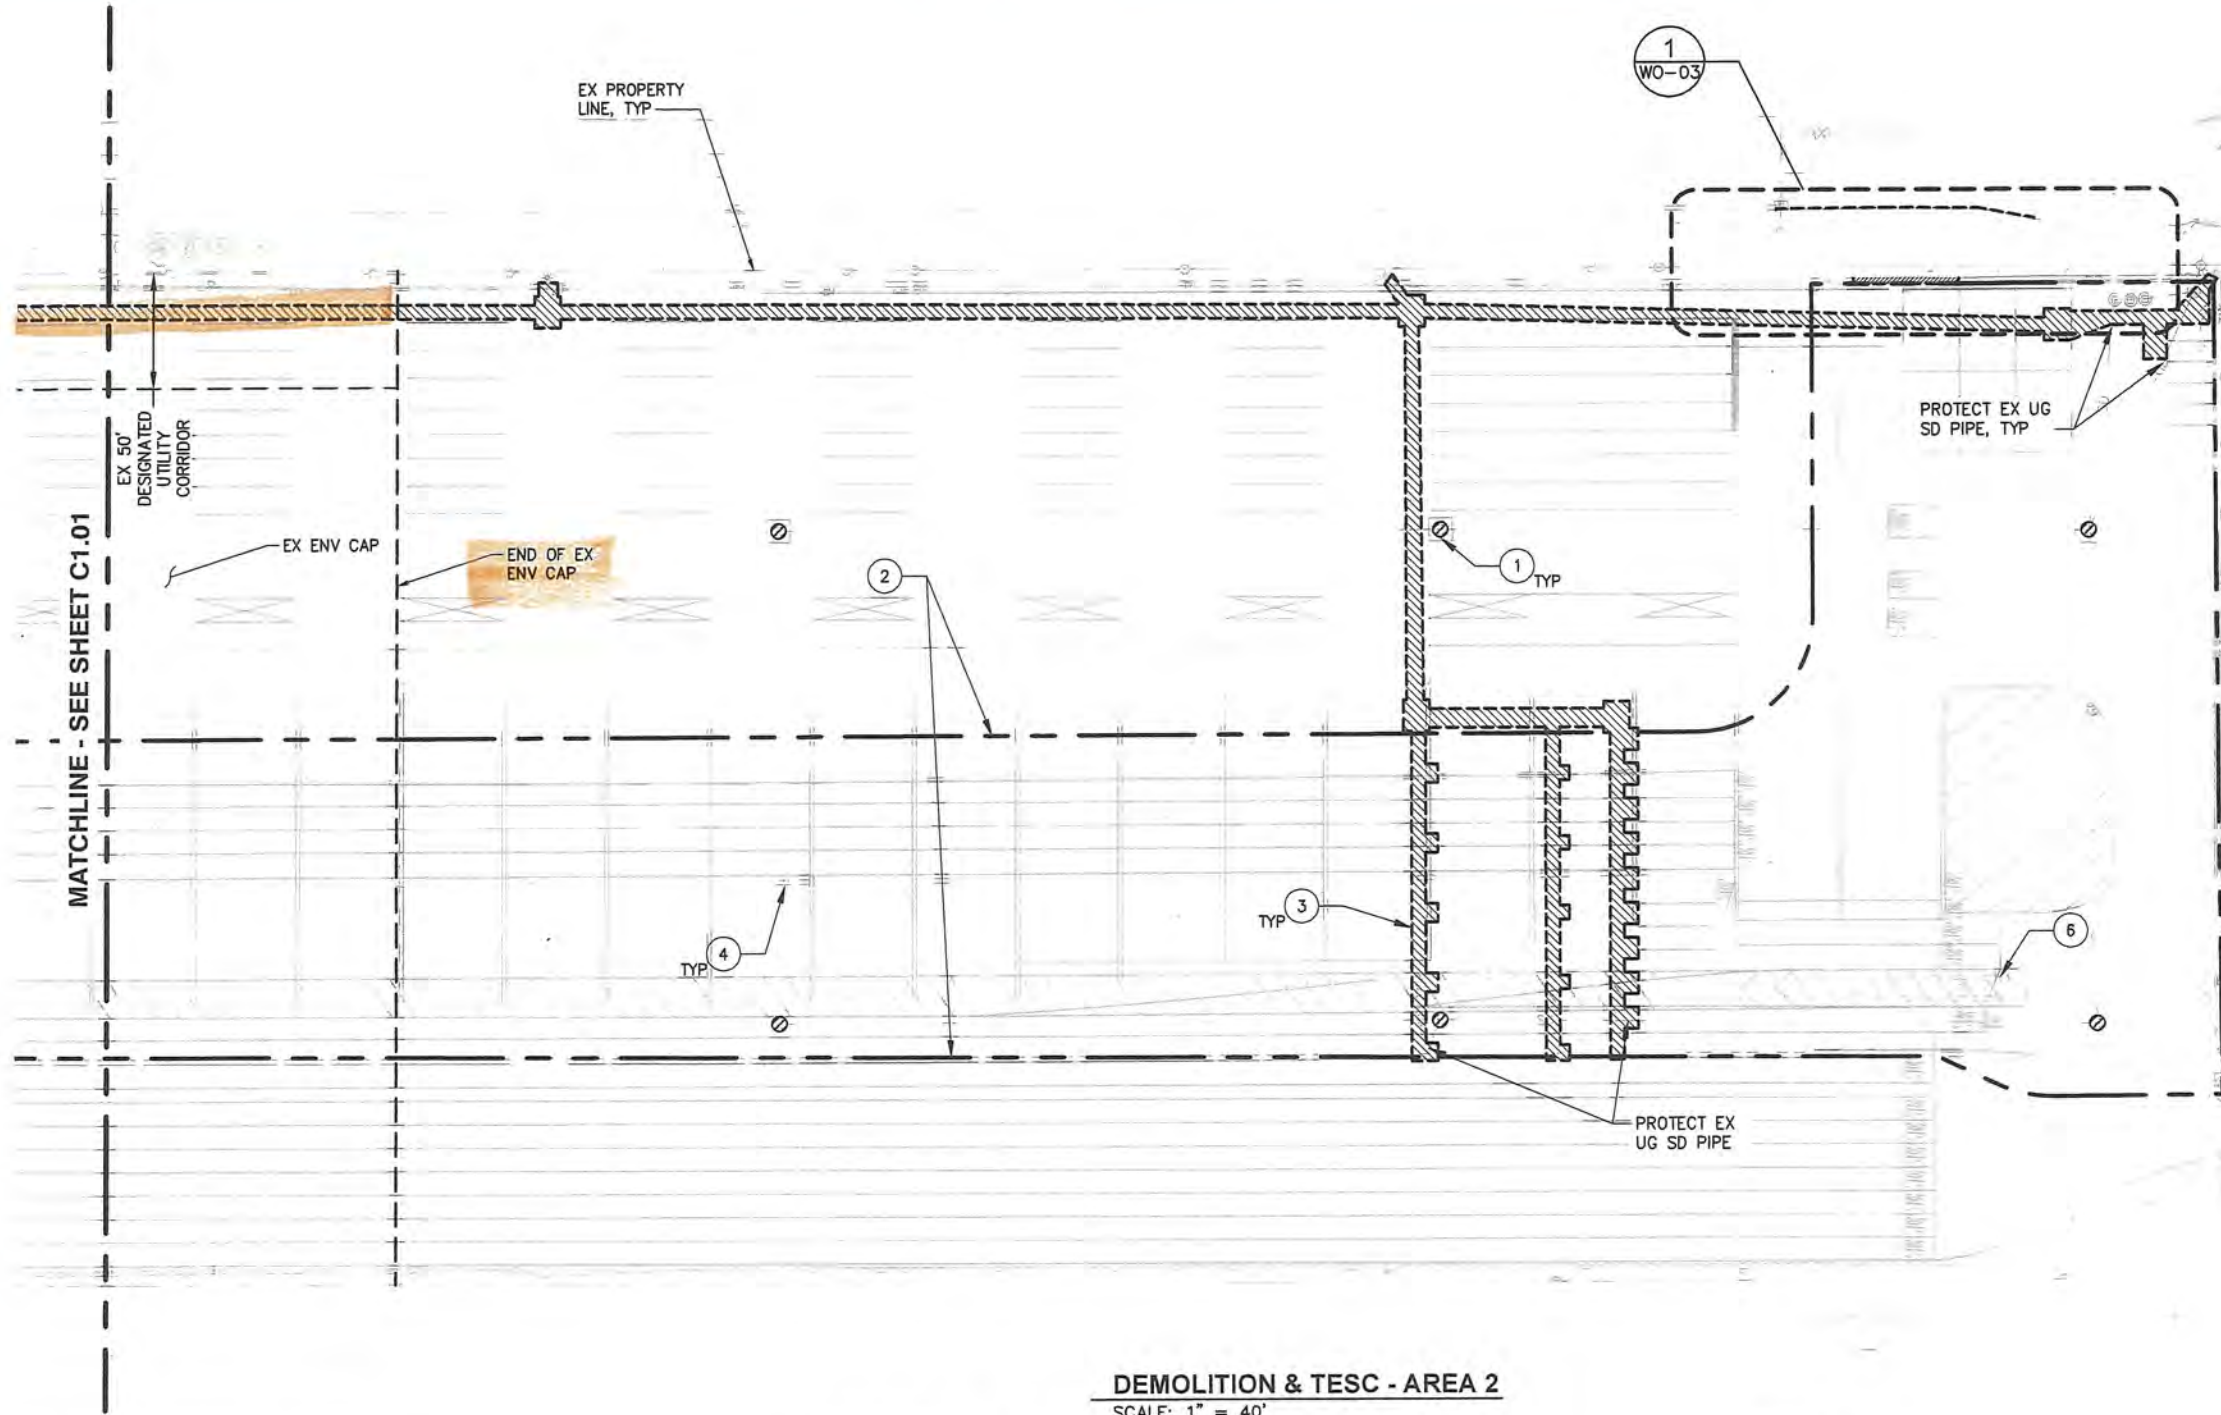 1
WO-03
EX PROPERTY
LINE, TYP
PROTECT EX UG
SD PIPE, TYP
EX 50'
DESIGNATED
UTILITY
CORRIDOR
MATCHLINE - SEE SHEET C1.01
EX ENV CAP
END OF EX
ENV CAP
2
1
TYP
3
TYP
4
TYP
6
PROTECT EX
UG SD PIPE
DEMOLITION & TESC - AREA 2
SCALE: 1" = 40'